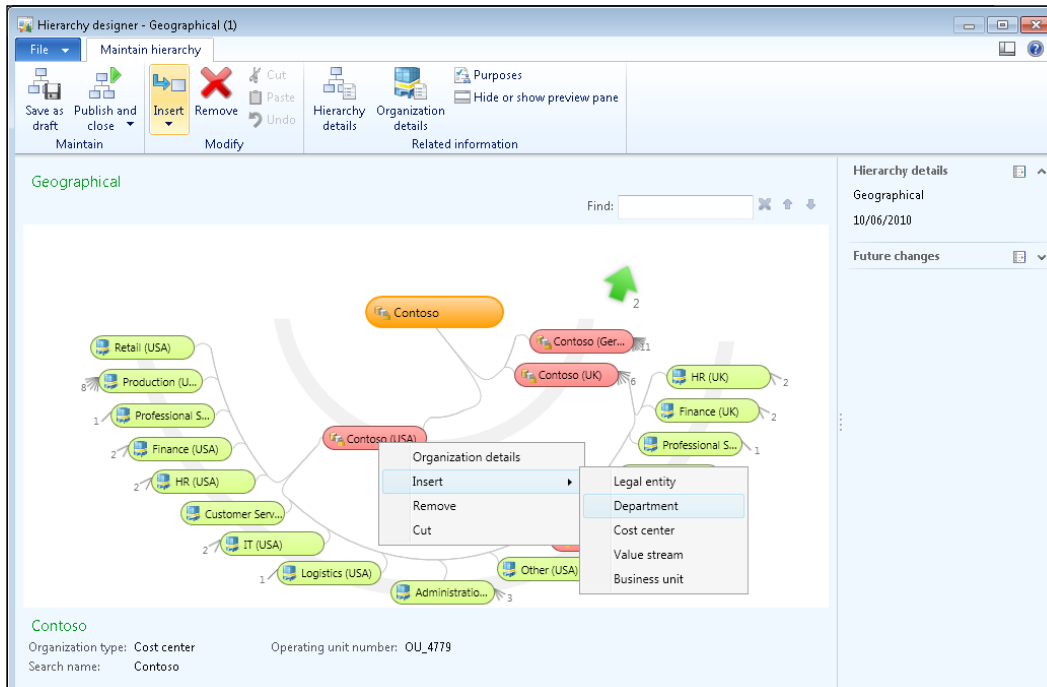 Hierarchy designer - Geographical (1)
File
Maintain hierarchy
Save as draft
Publish and close
Insert
Remove
Cut
Paste
Undo
Hierarchy details
Organization details
Purposes
Hide or show preview pane
Maintain
Modify
Related information
Geographical
Find:
Hierarchy details
Geographical
10/06/2010
Future changes
2
Contoso
Contoso (Ger...
11
Contoso (UK)
6
Retail (USA)
8
Production (U...
1
Professional S...
2
Finance (USA)
2
HR (USA)
Customer Serv...
2
IT (USA)
1
Logistics (USA)
Administratio...
3
Other (USA)
HR (UK)
2
Finance (UK)
2
Professional S...
1
Contoso (USA)
Organization details
Insert
Remove
Cut
Legal entity
Department
Cost center
Value stream
Business unit
Contoso
Organization type: Cost center
Operating unit number: OU_4779
Search name: Contoso